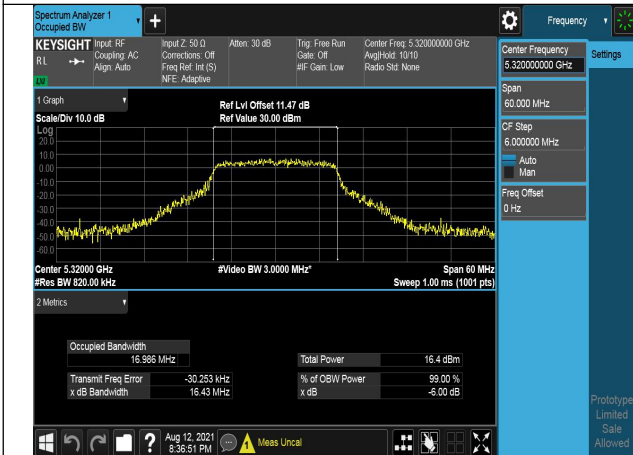 Spectrum Analyzer 1
Occupied BW
+
Frequency
KEYSIGHT
Input: RF
Input Z: 50 Ω
Atten: 30 dB
Trig: Free Run
Center Freq: 5.320000000 GHz
RL
Coupling: AC
Corrections: Off
Gate: Off
Avg|Hold: 10/10
Align: Auto
Freq Ref: Int (S)
#IF Gain: Low
Radio Std: None
LXI
NFE: Adaptive
Center Frequency
5.320000000 GHz
Settings
Span
60.000 MHz
CF Step
6.000000 MHz
Auto
Man
Freq Offset
0 Hz
1 Graph
Ref Lvl Offset 11.47 dB
Scale/Div 10.0 dB
Ref Value 30.00 dBm
Log
20.0
10.0
0.00
-10.0
-20.0
-30.0
-40.0
-50.0
-60.0
Center 5.32000 GHz
#Video BW 3.0000 MHz*
Span 60 MHz
#Res BW 820.00 kHz
Sweep 1.00 ms (1001 pts)
2 Metrics
Occupied Bandwidth
16.986 MHz
Total Power
16.4 dBm
Transmit Freq Error
-30.253 kHz
% of OBW Power
99.00 %
x dB Bandwidth
16.43 MHz
x dB
-6.00 dB
Prototype
Limited
Sale
Allowed
?
Aug 12, 2021
8:36:51 PM
Meas Uncal